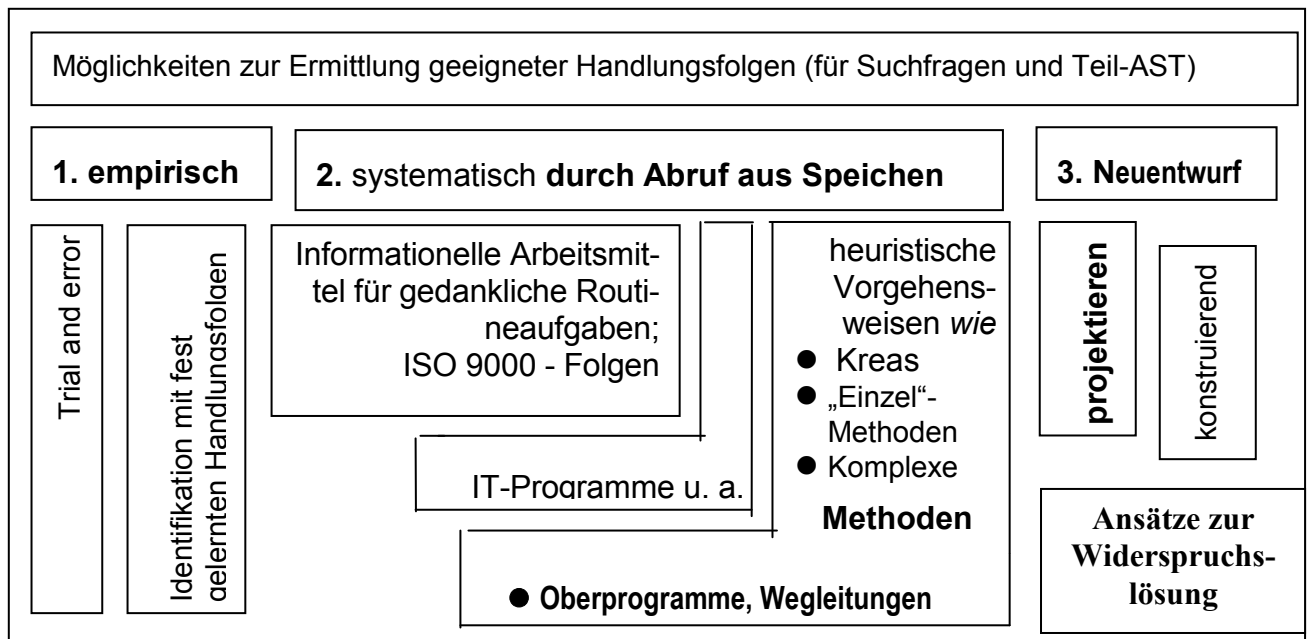 Möglichkeiten zur Ermittlung geeigneter Handlungsfolgen (für Suchfragen und Teil-AST)
1. empirisch
2. systematisch durch Abruf aus Speichen
3. Neuentwurf
Trial and error
Identifikation mit fest
gelernten Handlungsfolgen
Informationelle Arbeitsmit-
tel für gedankliche Routi-
neaufgaben;
ISO 9000 - Folgen
IT-Programme u. a.
heuristische
Vorgehens-
weisen wie
● Kreas
● „Einzel“-
Methoden
● Komplexe
Methoden
● Oberprogramme, Wegleitungen
projektieren
konstruierend
Ansätze zur
Widerspruchs-
lösung